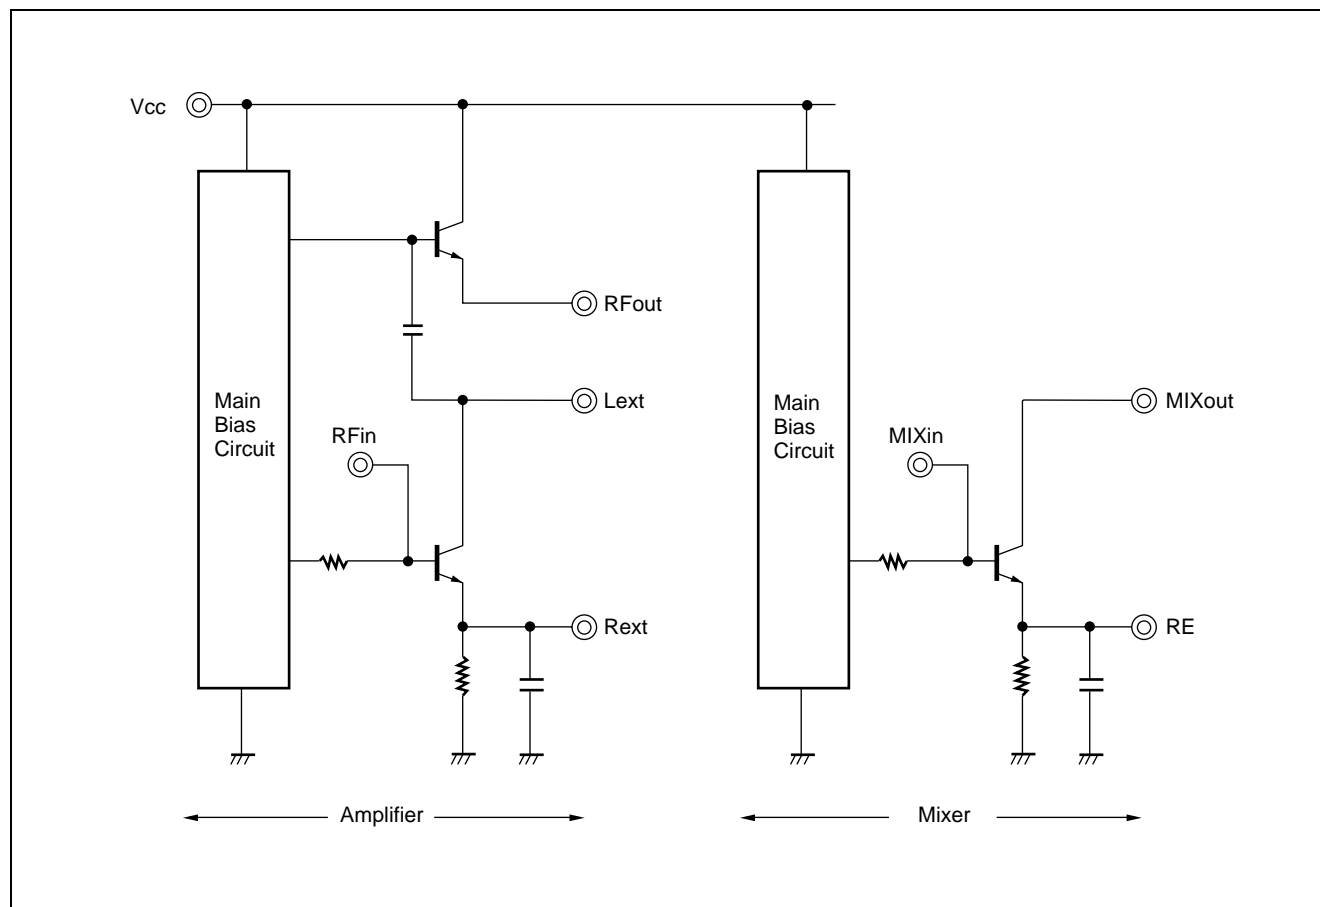 Vcc
RFout
Main
Bias
Circuit
Lext
RFin
Rext
Amplifier
Main
Bias
Circuit
MIXout
MIXin
RE
Mixer